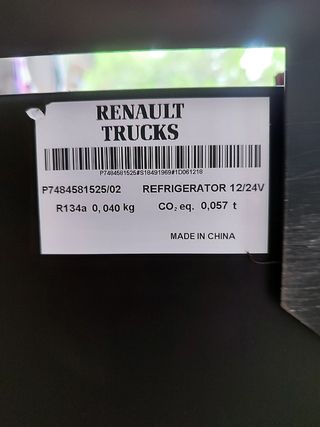 RENAULT
TRUCKS
P7484581525#S18491969#1D061218
P7484581525/02 REFRIGERATOR 12/24V
R134a 0,040 kg CO₂ eq. 0,057 t
MADE IN CHINA